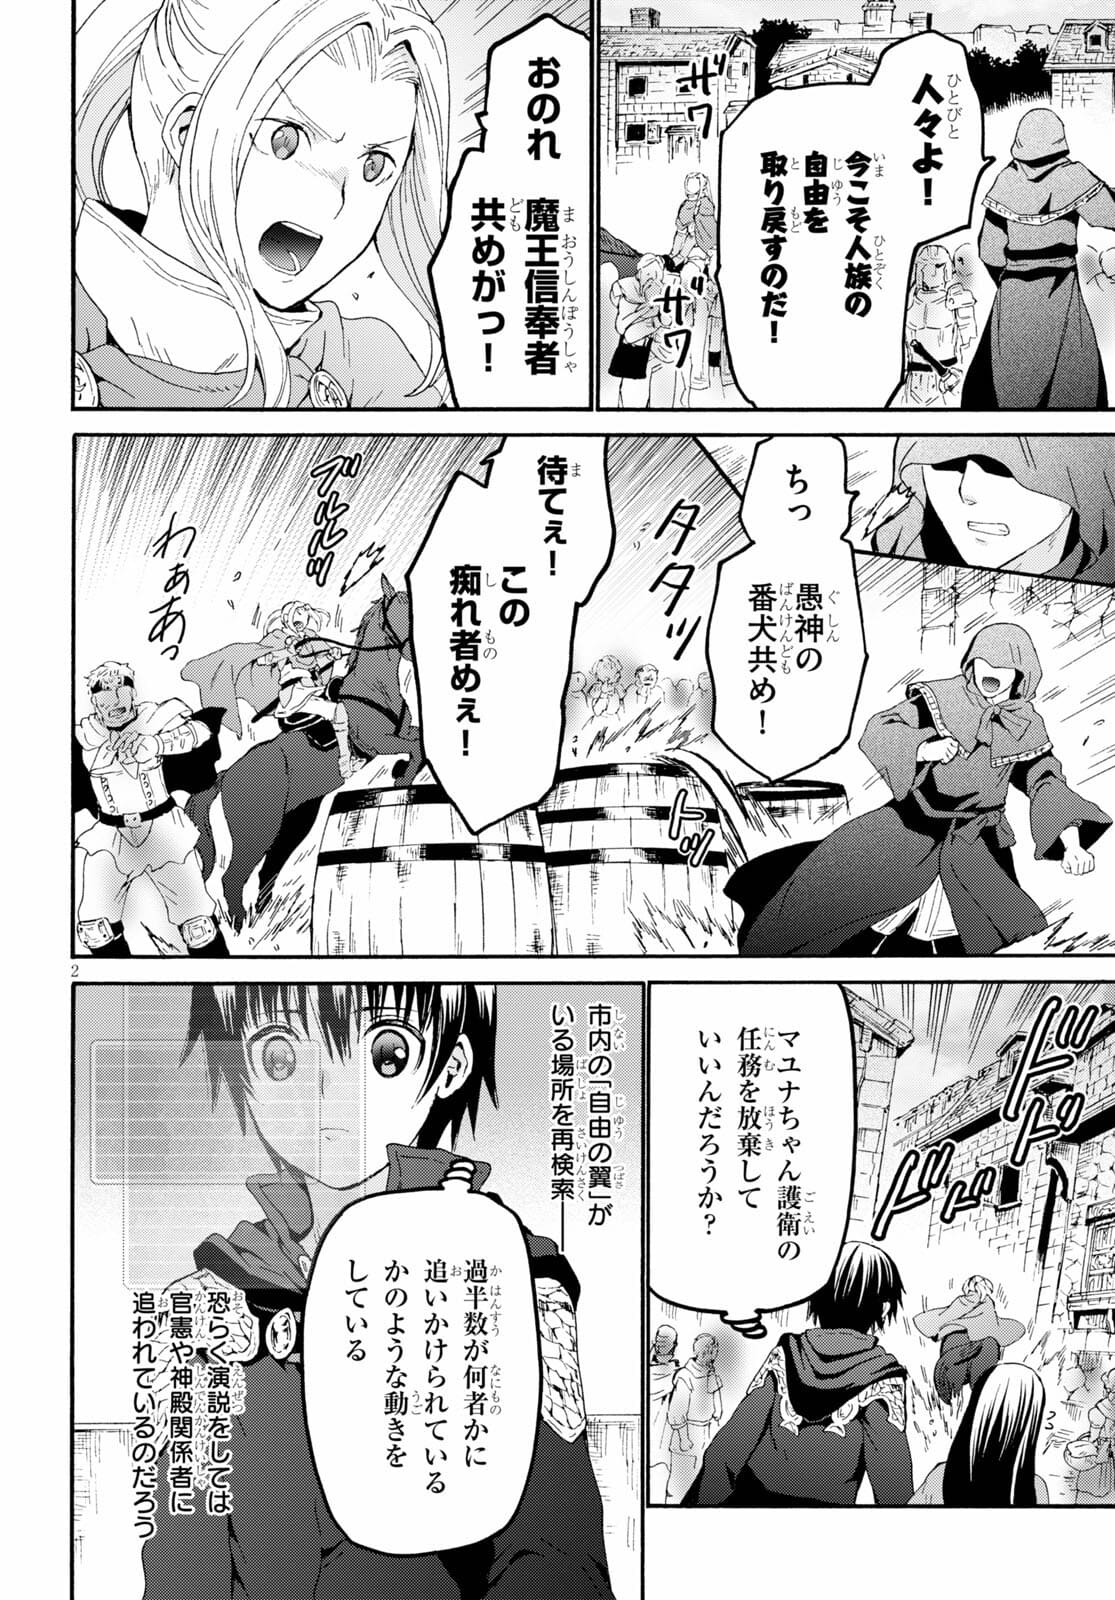 人々よ！
今こそ人族の
自由を
取り戻すのだ！
ザワ
ザワ
おのれ
魔王信奉者
共めがっ！
ちっ
愚神の
番犬共め！
タタタッ
待てぇ！
この
痴れ者めぇ！
ブルルルッ
わぁあっ
ドドッ
2
ドドドドッ
マユナちゃん護衛の
任務を放棄して
いいんだろうか？
市内の「自由の翼」が
いる場所を再検索──
過半数が何者かに
追いかけられている
かのような動きを
している
恐らく演説をしては
官憲や神殿関係者に
追われているのだろう